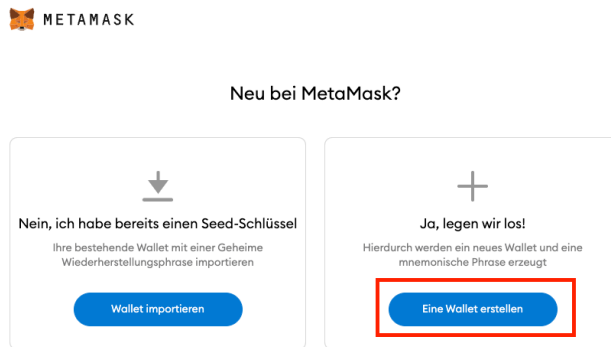 METAMASK
Neu bei MetaMask?
Nein, ich habe bereits einen Seed-Schlüssel
Ihre bestehende Wallet mit einer Geheime
Wiederherstellungsphrase importieren
Wallet importieren
Ja, legen wir los!
Hierdurch werden ein neues Wallet und eine
mnemonische Phrase erzeugt
Eine Wallet erstellen